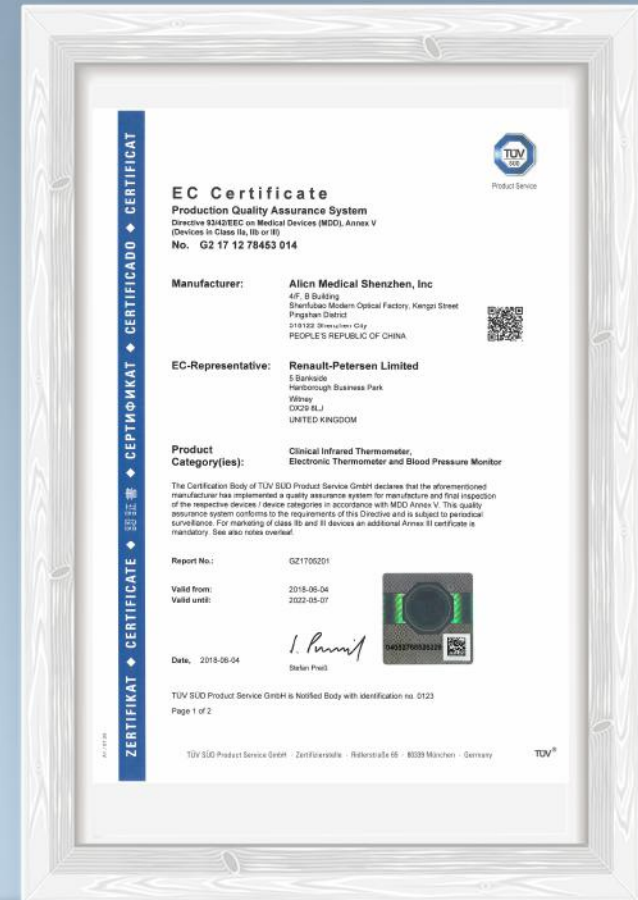 ZERTIFIKAT ◆ CERTIFICATE ◆ 認 証 書 ◆ СЕРТИФИКАТ ◆ CERTIFICADO ◆ CERTIFICAT
TÜV
SÜD
Product Service
EC Certificate
Production Quality Assurance System
Directive 93/42/EEC on Medical Devices (MDD), Annex V
(Devices in Class IIa, IIb or III)
No. G2 17 12 78453 014
Manufacturer: Alicn Medical Shenzhen, Inc
4/F, B Building
Shenfubao Modern Optical Factory, Kengzi Street
Pingshan District
Shenzhen City
PEOPLE'S REPUBLIC OF CHINA
EC-Representative: Renault-Petersen Limited
5 Bankside
Hanborough Business Park
Witney
OX29 8LJ
UNITED KINGDOM
Product
Category(ies): Clinical Infrared Thermometer,
Electronic Thermometer and Blood Pressure Monitor
The Certification Body of TÜV SÜD Product Service GmbH declares that the aforementioned
manufacturer has implemented a quality assurance system for manufacture and final inspection
of the respective devices / device categories in accordance with MDD Annex V. This quality
assurance system conforms to the requirements of this Directive and is subject to periodical
surveillance. For marketing of class IIb and III devices an additional Annex III certificate is
mandatory. See also notes overleaf.
Report No.: GZ1706201
Valid from: 2018-06-04
Valid until: 2022-05-07
Date, 2018-06-04
Stefan Preiß
TÜV SÜD Product Service GmbH is Notified Body with identification no. 0123
Page 1 of 2
TÜV SÜD Product Service GmbH · Zertifizierstelle · Ridlerstraße 65 · 80339 München · Germany
TÜV®